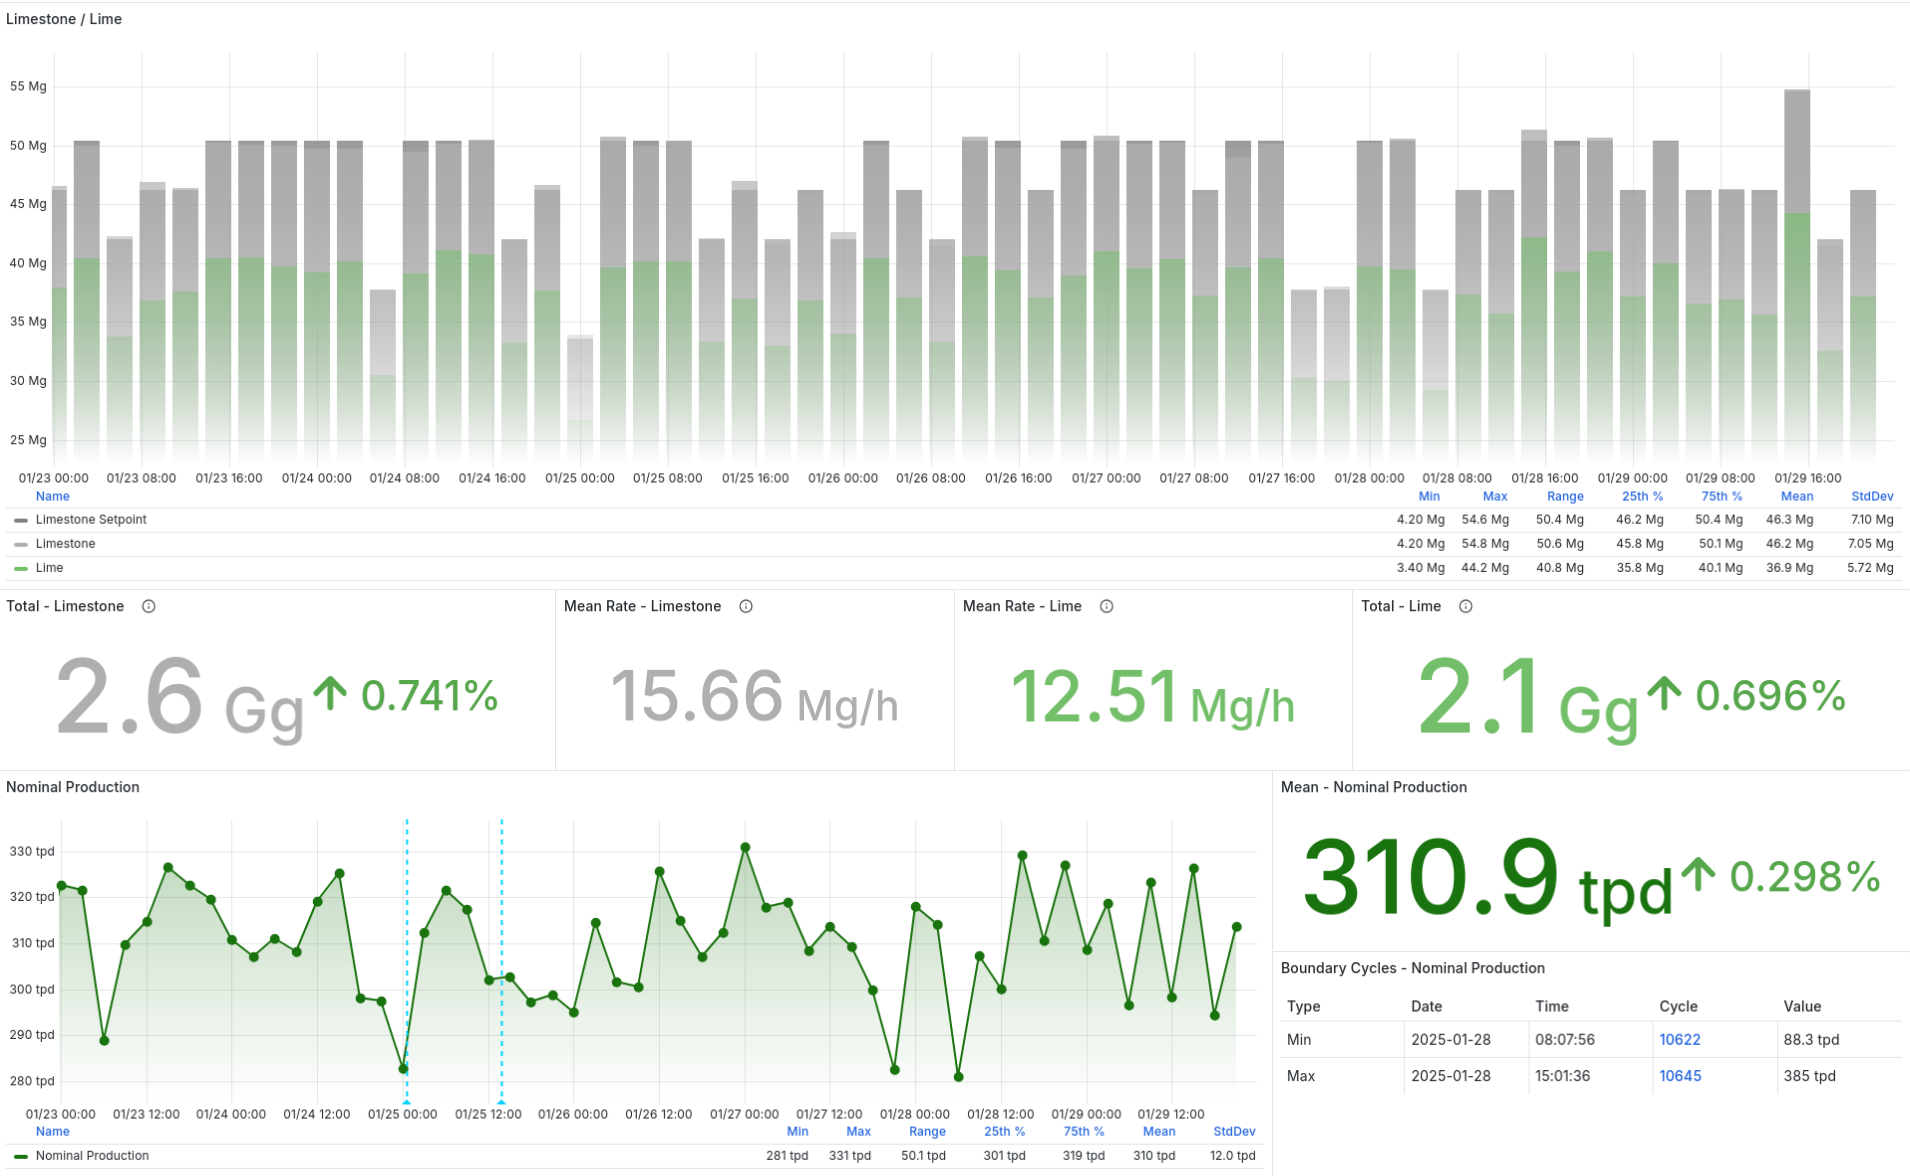 Limestone / Lime
55 Mg
50 Mg
45 Mg
40 Mg
35 Mg
30 Mg
25 Mg
01/23 00:00 01/23 08:00 01/23 16:00 01/24 00:00 01/24 08:00 01/24 16:00 01/25 00:00 01/25 08:00 01/25 16:00 01/26 00:00 01/26 08:00 01/26 16:00 01/27 00:00 01/27 08:00 01/27 16:00 01/28 00:00 01/28 08:00 01/28 16:00 01/29 00:00 01/29 08:00 01/29 16:00
Name Min Max Range 25th % 75th % Mean StdDev
Limestone Setpoint 4.20 Mg 54.6 Mg 50.4 Mg 46.2 Mg 50.4 Mg 46.3 Mg 7.10 Mg
Limestone 4.20 Mg 54.8 Mg 50.6 Mg 45.8 Mg 50.1 Mg 46.2 Mg 7.05 Mg
Lime 3.40 Mg 44.2 Mg 40.8 Mg 35.8 Mg 40.1 Mg 36.9 Mg 5.72 Mg
Total - Limestone
2.6 Gg 0.741%
Mean Rate - Limestone
15.66 Mg/h
Mean Rate - Lime
12.51 Mg/h
Total - Lime
2.1 Gg 0.696%
Nominal Production
330 tpd
320 tpd
310 tpd
300 tpd
290 tpd
280 tpd
01/23 00:00 01/23 12:00 01/24 00:00 01/24 12:00 01/25 00:00 01/25 12:00 01/26 00:00 01/26 12:00 01/27 00:00 01/27 12:00 01/28 00:00 01/28 12:00 01/29 00:00 01/29 12:00
Name Min Max Range 25th % 75th % Mean StdDev
Nominal Production 281 tpd 331 tpd 50.1 tpd 301 tpd 319 tpd 310 tpd 12.0 tpd
Mean - Nominal Production
310.9 tpd 0.298%
Boundary Cycles - Nominal Production
Type Date Time Cycle Value
Min 2025-01-28 08:07:56 10622 88.3 tpd
Max 2025-01-28 15:01:36 10645 385 tpd